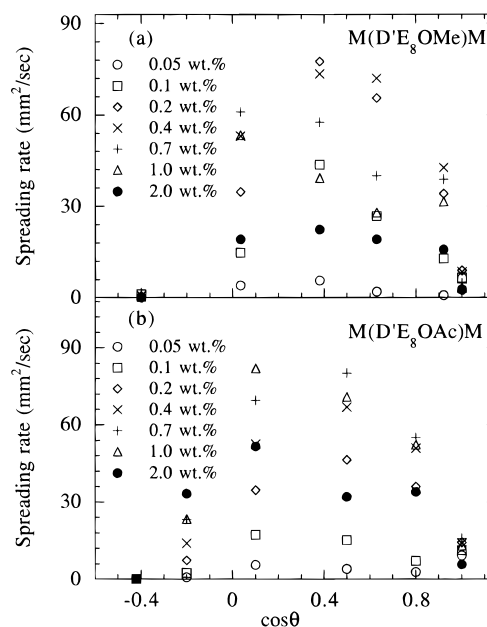 (a) M(D'E8OMe)M
90
60
30
0
Spreading rate (mm²/sec)
0.05 wt.%
0.1 wt.%
0.2 wt.%
0.4 wt.%
0.7 wt.%
1.0 wt.%
2.0 wt.%
(b) M(D'E8OAc)M
90
60
30
0
Spreading rate (mm²/sec)
0.05 wt.%
0.1 wt.%
0.2 wt.%
0.4 wt.%
0.7 wt.%
1.0 wt.%
2.0 wt.%
-0.4 0 0.4 0.8
cosθ